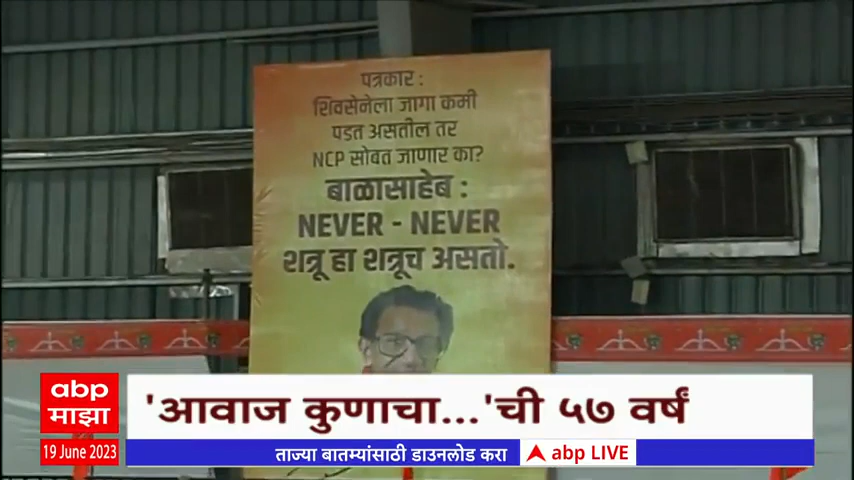 पत्रकार :
शिवसेनेला जागा कमी
पडत असतील तर
NCP सोबत जाणार का?
बाळासाहेब :
NEVER - NEVER
शत्रू हा शत्रूच असतो.
abp
माझा
'आवाज कुणाचा...'ची ५७ वर्षं
19 June 2023
ताज्या बातम्यांसाठी डाउनलोड करा
abp LIVE